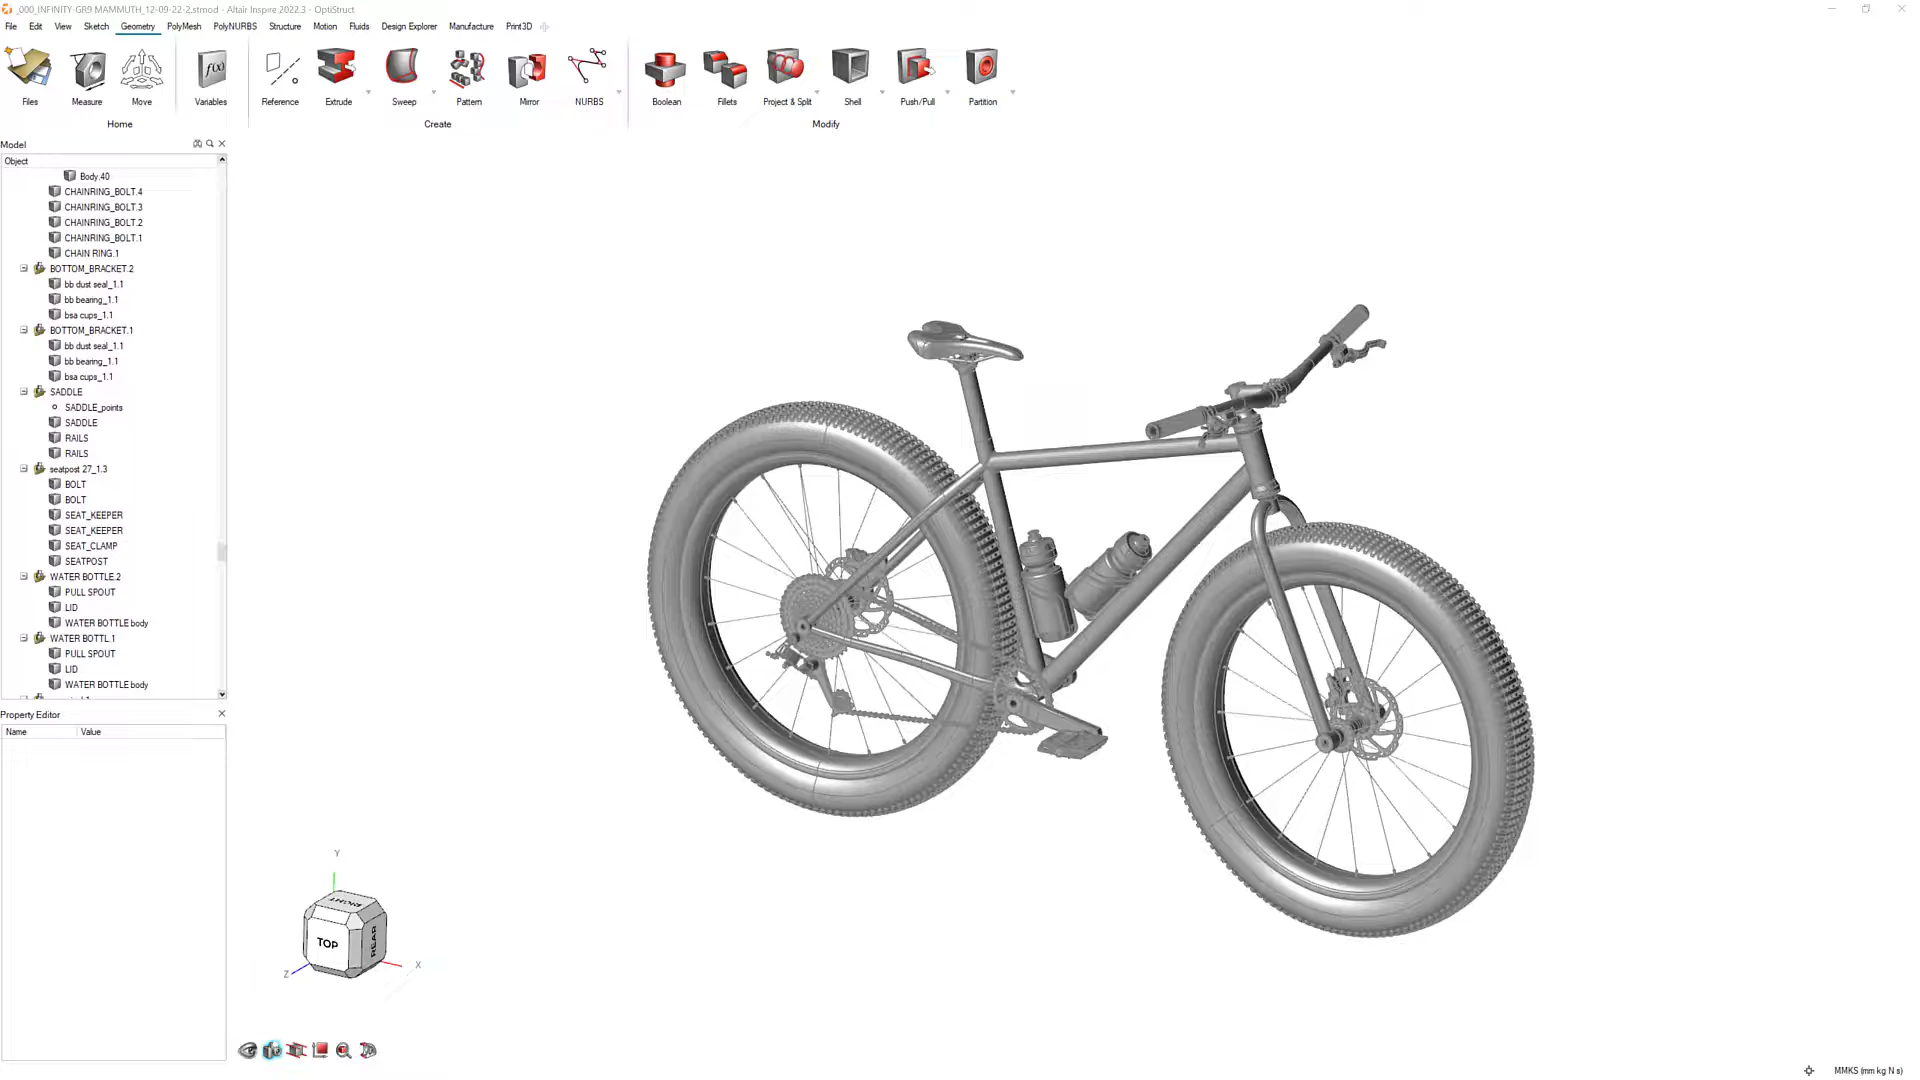 _000_INFINITY-GR9 MAMMUTH_12-09-22-2.stmod - Altair Inspire 2022.3 - OptiStruct
File Edit View Sketch Geometry PolyMesh PolyNURBS Structure Motion Fluids Design Explorer Manufacture Print3D
Files Measure Move Variables Reference Extrude Sweep Pattern Mirror NURBS Boolean Fillets Project & Split Shell Push/Pull Partition
Home Create Modify
Model
Object
Body.40
CHAINRING_BOLT.4
CHAINRING_BOLT.3
CHAINRING_BOLT.2
CHAINRING_BOLT.1
CHAIN RING.1
BOTTOM_BRACKET.2
bb dust seal_1.1
bb bearing_1.1
bsa cups_1.1
BOTTOM_BRACKET.1
bb dust seal_1.1
bb bearing_1.1
bsa cups_1.1
SADDLE
SADDLE_points
SADDLE
RAILS
RAILS
seatpost 27_1.3
BOLT
BOLT
SEAT_KEEPER
SEAT_KEEPER
SEAT_CLAMP
SEATPOST
WATER BOTTLE.2
PULL SPOUT
LID
WATER BOTTLE body
WATER BOTTL.1
PULL SPOUT
LID
WATER BOTTLE body
Property Editor
Name Value
Y
RIGHT
TOP
REAR
Z
X
MMKS (mm kg N s)